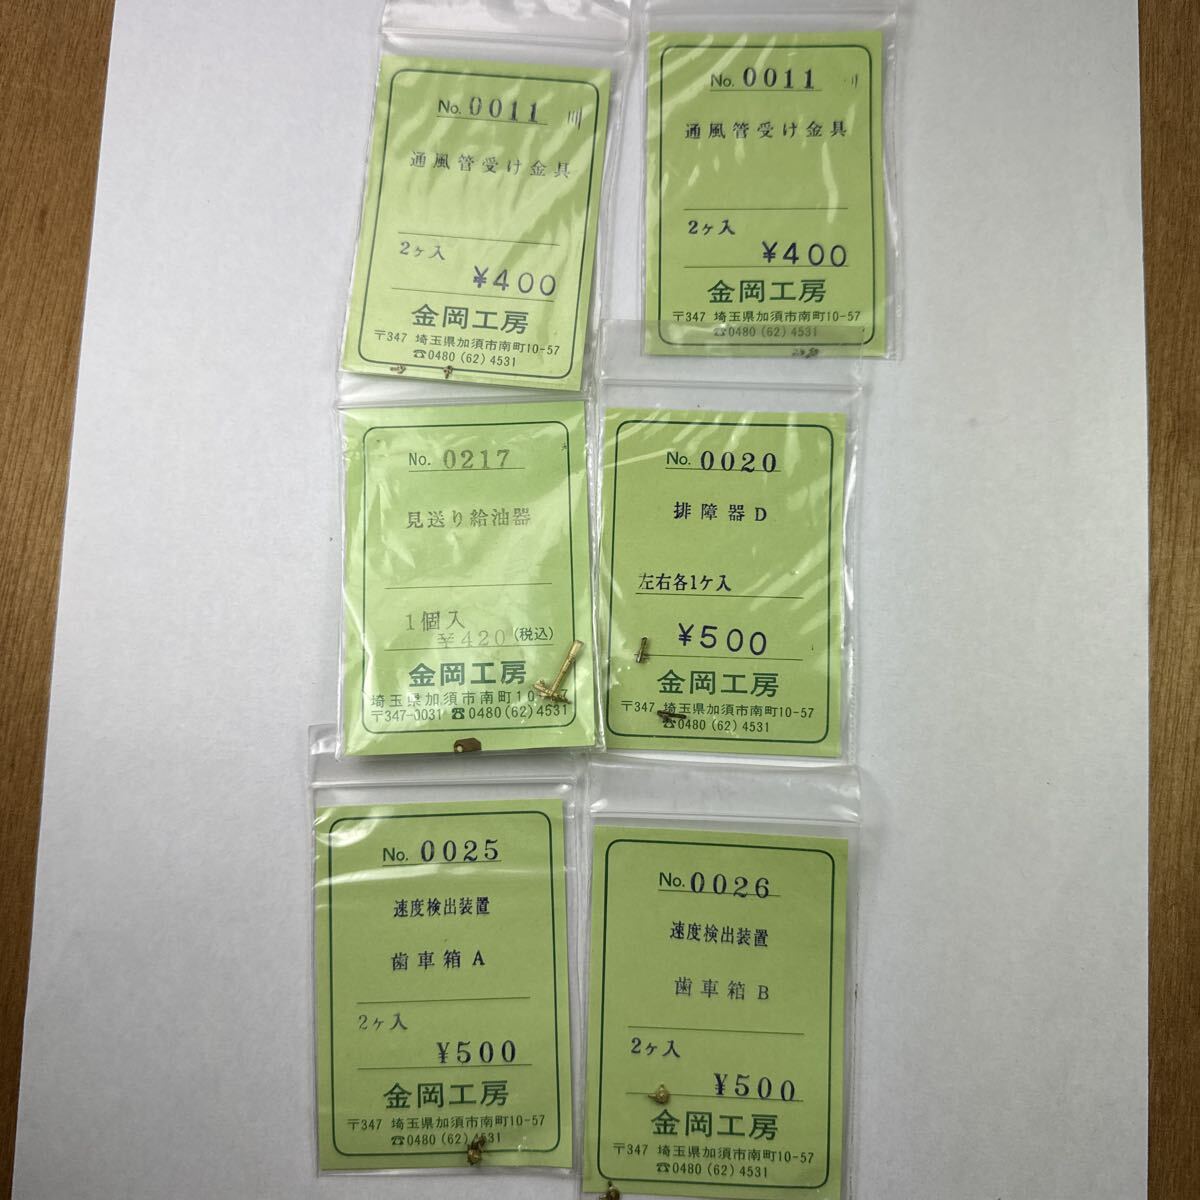 No. 0011
通風管受け金具
2ヶ入
¥400
金岡工房
〒347 埼玉県加須市南町10-57
☎0480(62)4531
No. 0011
通風管受け金具
2ヶ入
¥400
金岡工房
〒347 埼玉県加須市南町10-57
☎0480(62)4531
No. 0217
見送り給油器
1個入
¥420(税込)
金岡工房
埼玉県加須市南町10-57
〒347-0031 ☎0480(62)4531
No. 0020
排障器D
左右各1ケ入
¥500
金岡工房
〒347 埼玉県加須市南町10-57
☎0480(62)4531
No. 0025
速度検出装置
歯車箱A
2ヶ入
¥500
金岡工房
〒347 埼玉県加須市南町10-57
☎0480(62)4531
No. 0026
速度検出装置
歯車箱B
2ヶ入
¥500
金岡工房
〒347 埼玉県加須市南町10-57
☎0480(62)4531